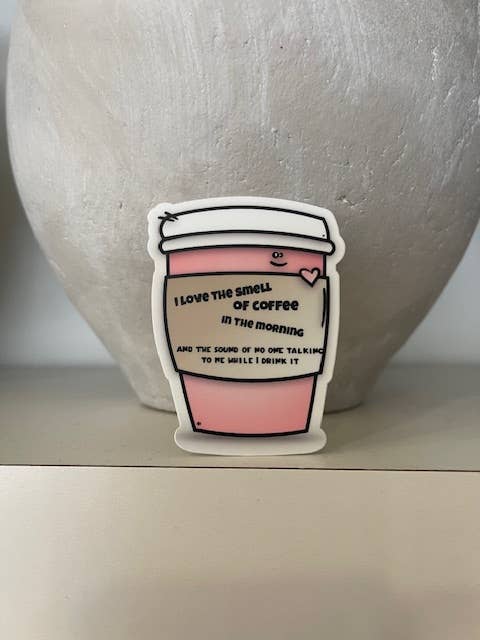 I LOVE THE SMELL
OF COFFEE
IN THE MORNING
AND THE SOUND OF NO ONE TALKING
TO ME WHILE I DRINK IT